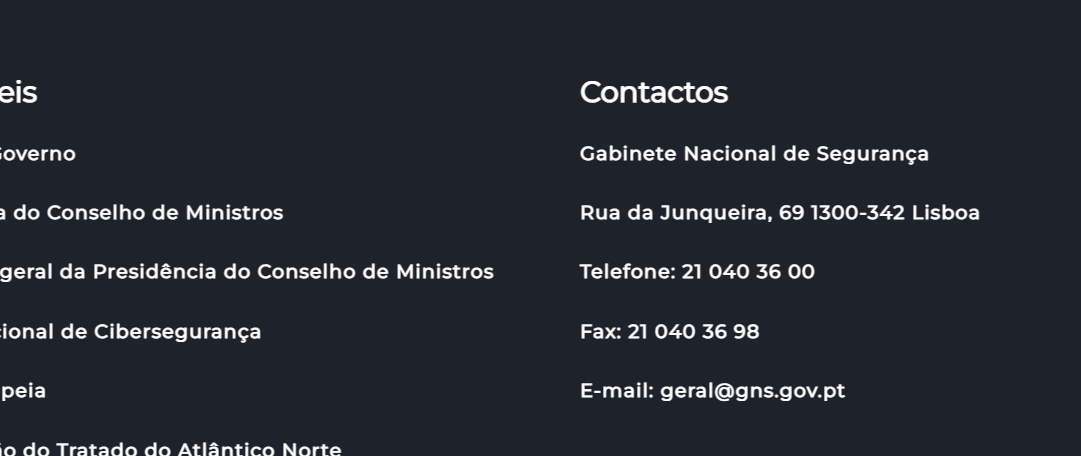 eis
Governo
a do Conselho de Ministros
geral da Presidência do Conselho de Ministros
cional de Cibersegurança
peia
ão do Tratado do Atlântico Norte
Contactos
Gabinete Nacional de Segurança
Rua da Junqueira, 69 1300-342 Lisboa
Telefone: 21 040 36 00
Fax: 21 040 36 98
E-mail: geral@gns.gov.pt